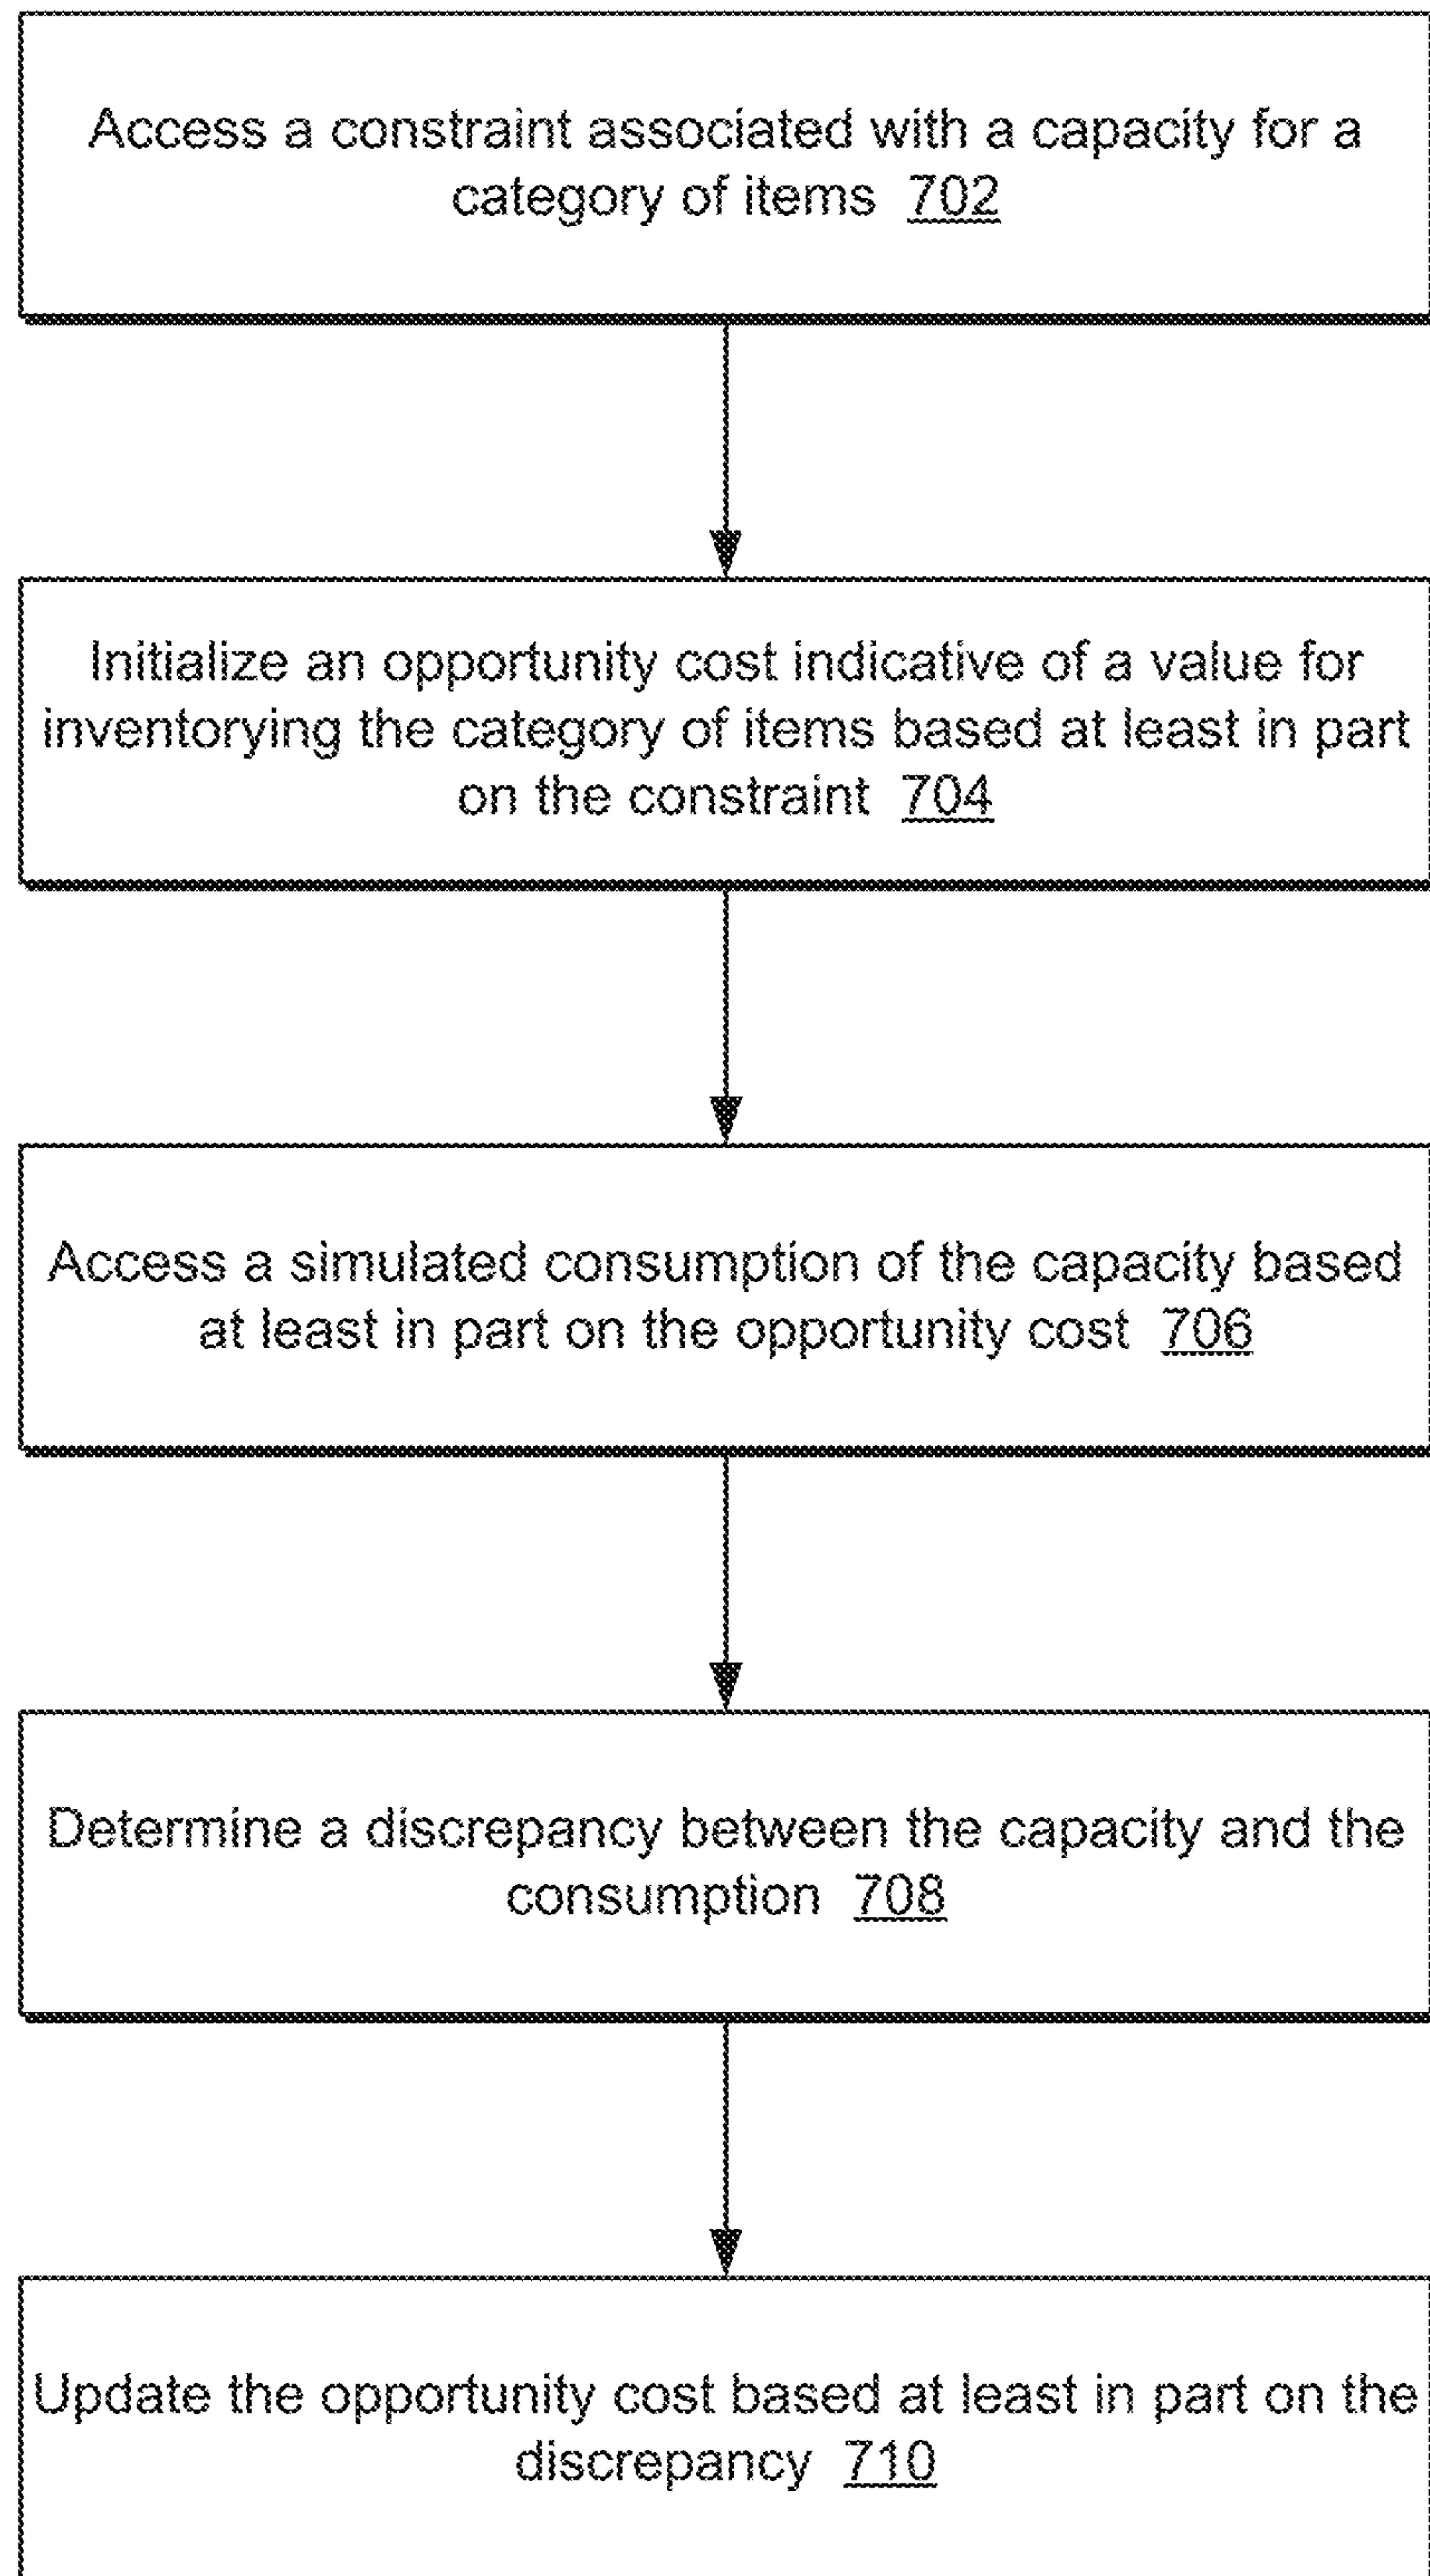 Access a constraint associated with a capacity for a
category of items 702
Initialize an opportunity cost indicative of a value for
inventorying the category of items based at least in part
on the constraint 704
Access a simulated consumption of the capacity based
at least in part on the opportunity cost 706
Determine a discrepancy between the capacity and the
consumption 708
Update the opportunity cost based at least in part on the
discrepancy 710